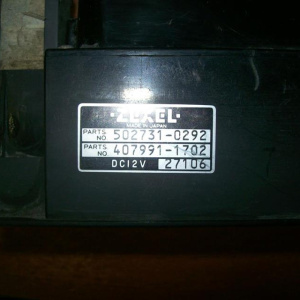 ·ZEXEL·
MADE IN JAPAN
PARTS NO. 502731-0292
PARTS NO. 407991-1702
DC12V 27106